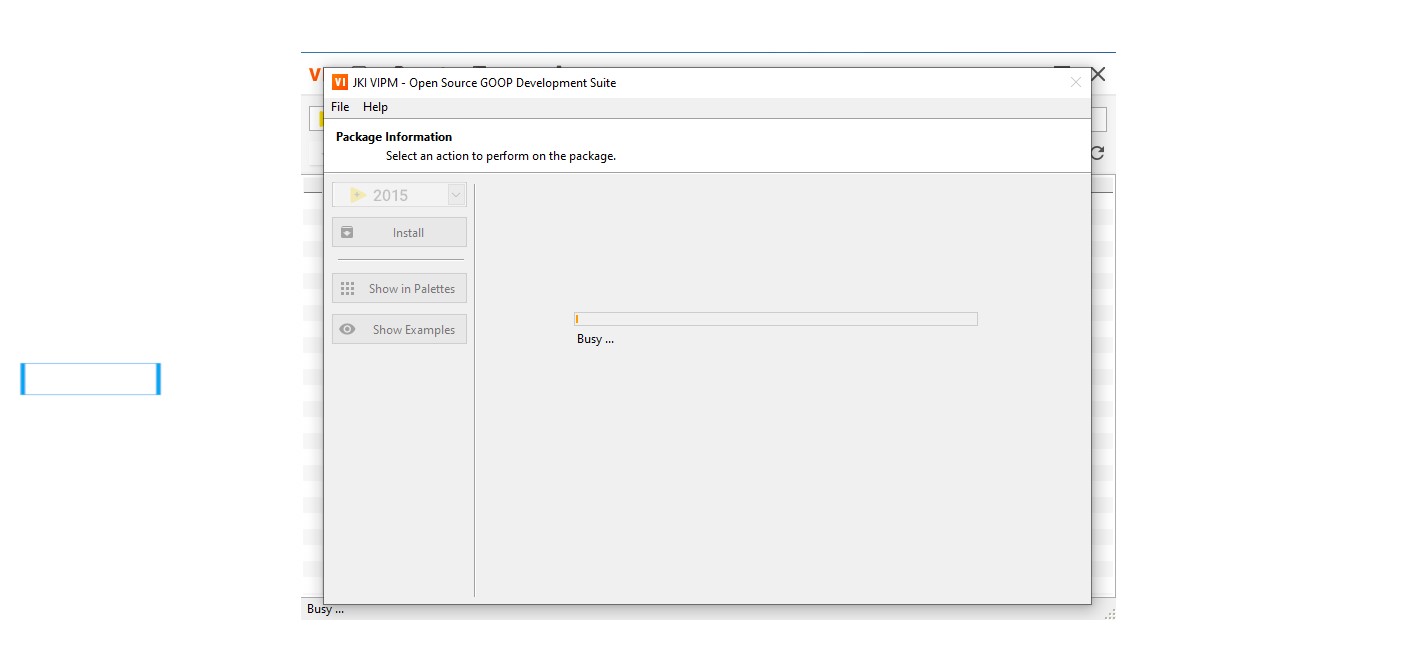 VI
VI JKI VIPM - Open Source GOOP Development Suite
File Help
Package Information
Select an action to perform on the package.
2015
Install
Show in Palettes
Show Examples
Busy ...
Busy ...